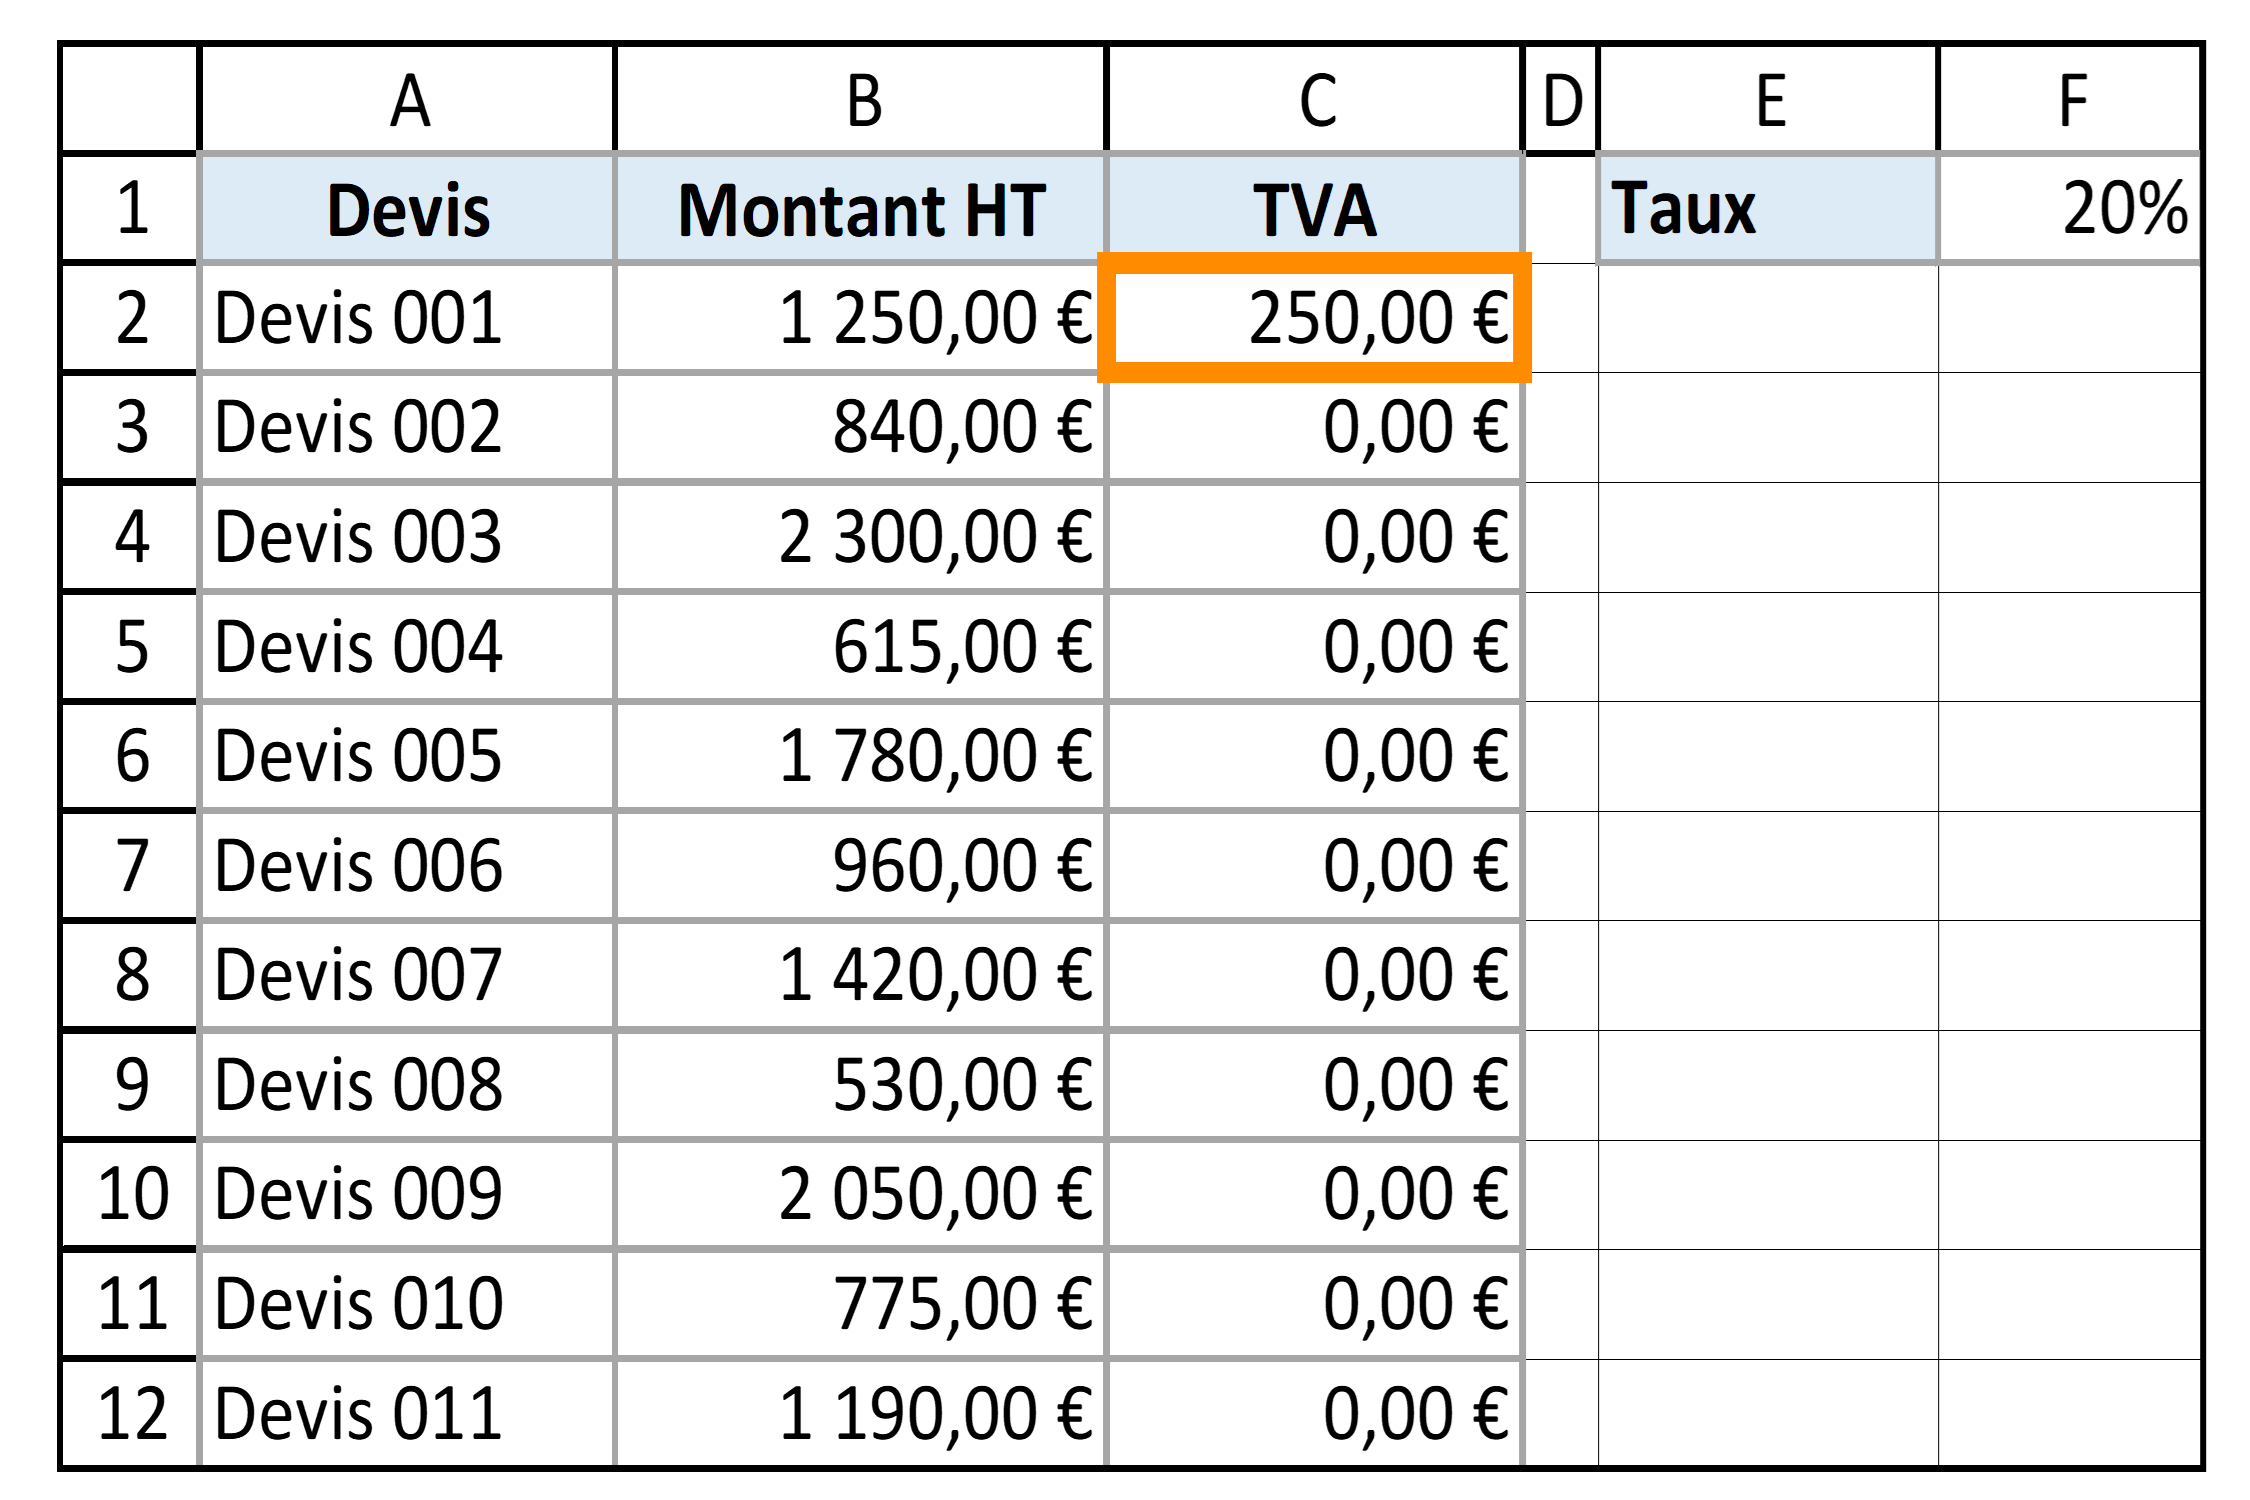 A B C D E F
1 Devis Montant HT TVA Taux 20%
2 Devis 001 1 250,00 € 250,00 €
3 Devis 002 840,00 € 0,00 €
4 Devis 003 2 300,00 € 0,00 €
5 Devis 004 615,00 € 0,00 €
6 Devis 005 1 780,00 € 0,00 €
7 Devis 006 960,00 € 0,00 €
8 Devis 007 1 420,00 € 0,00 €
9 Devis 008 530,00 € 0,00 €
10 Devis 009 2 050,00 € 0,00 €
11 Devis 010 775,00 € 0,00 €
12 Devis 011 1 190,00 € 0,00 €